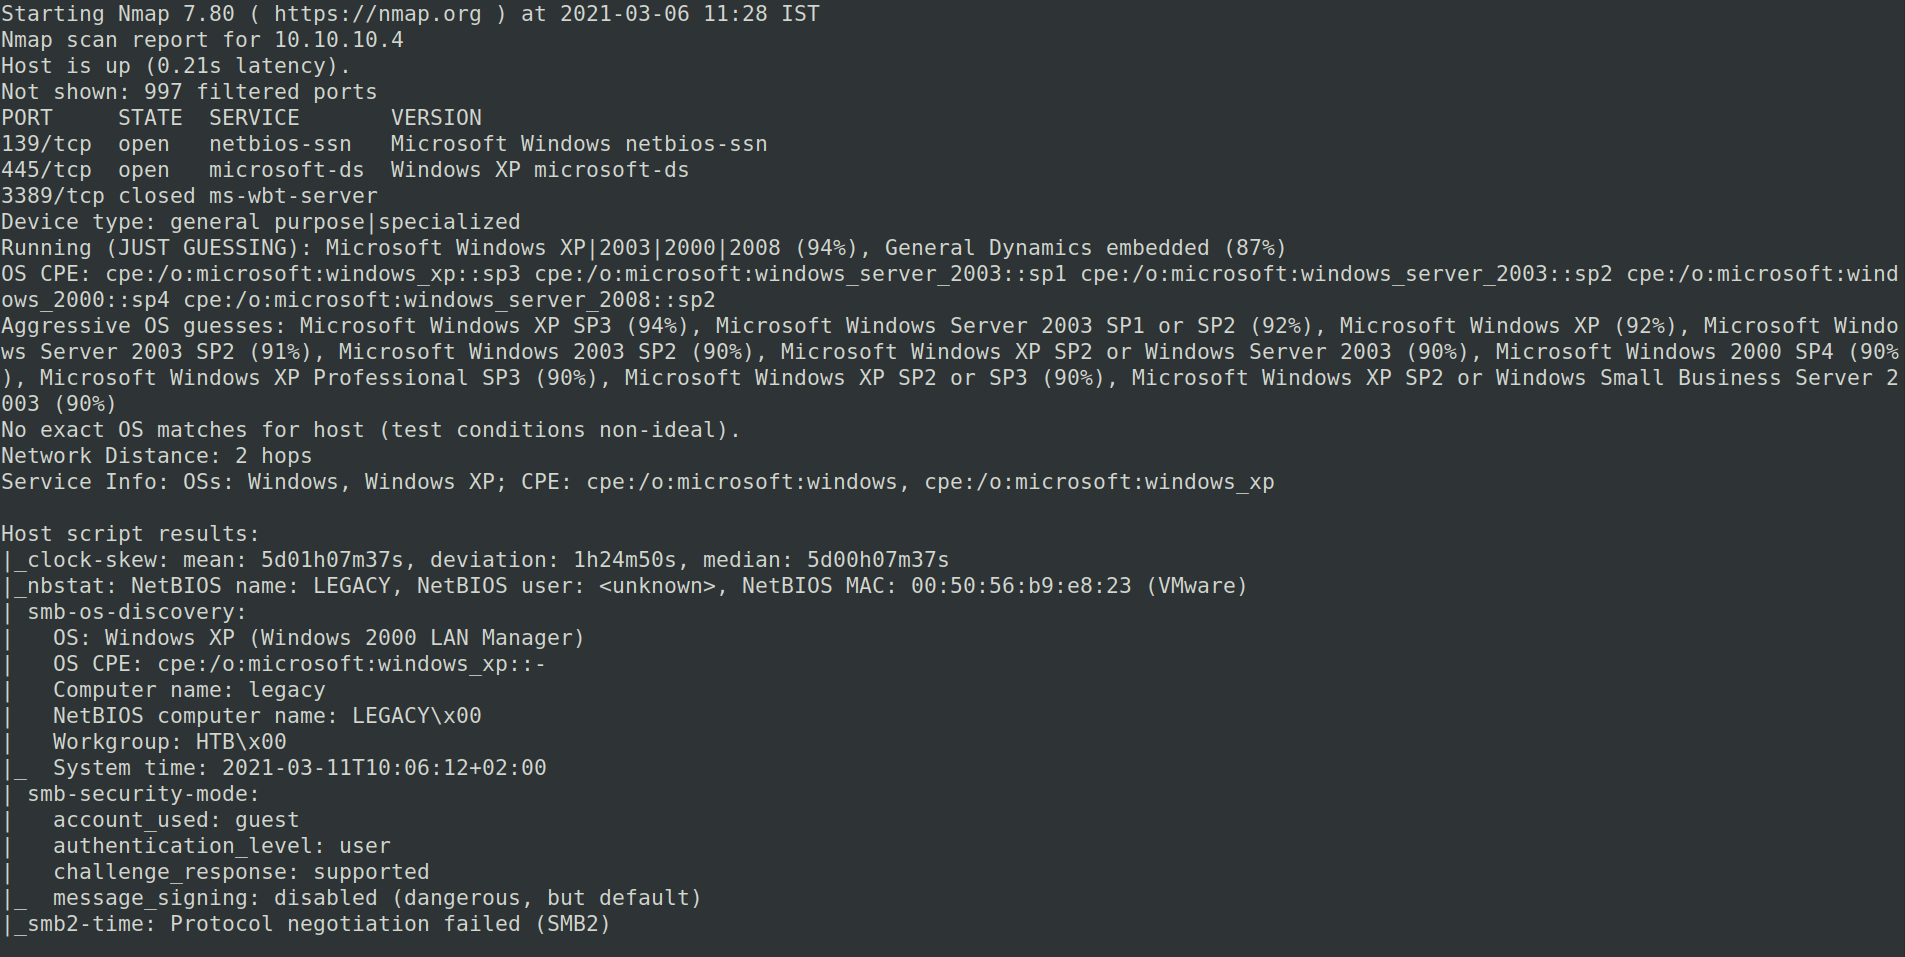 Starting Nmap 7.80 ( https://nmap.org ) at 2021-03-06 11:28 IST
Nmap scan report for 10.10.10.4
Host is up (0.21s latency).
Not shown: 997 filtered ports
PORT     STATE  SERVICE       VERSION
139/tcp  open   netbios-ssn   Microsoft Windows netbios-ssn
445/tcp  open   microsoft-ds  Windows XP microsoft-ds
3389/tcp closed ms-wbt-server
Device type: general purpose|specialized
Running (JUST GUESSING): Microsoft Windows XP|2003|2000|2008 (94%), General Dynamics embedded (87%)
OS CPE: cpe:/o:microsoft:windows_xp::sp3 cpe:/o:microsoft:windows_server_2003::sp1 cpe:/o:microsoft:windows_server_2003::sp2 cpe:/o:microsoft:wind
ows_2000::sp4 cpe:/o:microsoft:windows_server_2008::sp2
Aggressive OS guesses: Microsoft Windows XP SP3 (94%), Microsoft Windows Server 2003 SP1 or SP2 (92%), Microsoft Windows XP (92%), Microsoft Windo
ws Server 2003 SP2 (91%), Microsoft Windows 2003 SP2 (90%), Microsoft Windows XP SP2 or Windows Server 2003 (90%), Microsoft Windows 2000 SP4 (90%
), Microsoft Windows XP Professional SP3 (90%), Microsoft Windows XP SP2 or SP3 (90%), Microsoft Windows XP SP2 or Windows Small Business Server 2
003 (90%)
No exact OS matches for host (test conditions non-ideal).
Network Distance: 2 hops
Service Info: OSs: Windows, Windows XP; CPE: cpe:/o:microsoft:windows, cpe:/o:microsoft:windows_xp

Host script results:
|_clock-skew: mean: 5d01h07m37s, deviation: 1h24m50s, median: 5d00h07m37s
|_nbstat: NetBIOS name: LEGACY, NetBIOS user: <unknown>, NetBIOS MAC: 00:50:56:b9:e8:23 (VMware)
| smb-os-discovery:
|   OS: Windows XP (Windows 2000 LAN Manager)
|   OS CPE: cpe:/o:microsoft:windows_xp::-
|   Computer name: legacy
|   NetBIOS computer name: LEGACY\x00
|   Workgroup: HTB\x00
|_  System time: 2021-03-11T10:06:12+02:00
| smb-security-mode:
|   account_used: guest
|   authentication_level: user
|   challenge_response: supported
|_  message_signing: disabled (dangerous, but default)
|_smb2-time: Protocol negotiation failed (SMB2)